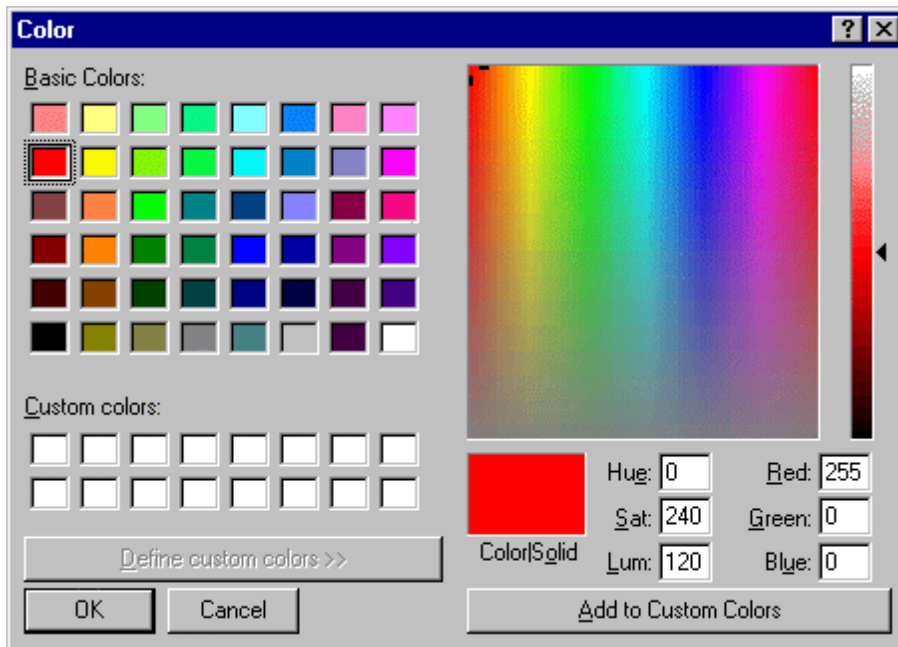 Color
Basic Colors:
Custom colors:
Define custom colors >>
OK Cancel
Color|Solid
Hue: 0 Red: 255
Sat: 240 Green: 0
Lum: 120 Blue: 0
Add to Custom Colors